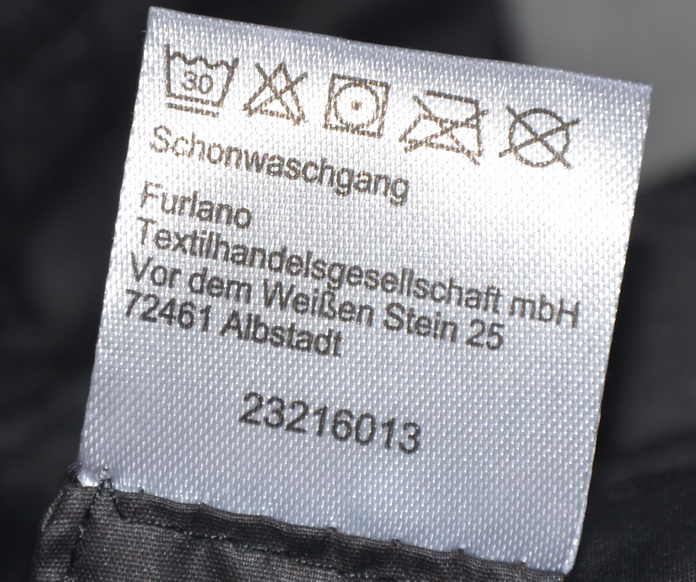 30
Schonwaschgang
Furlano
Textilhandelsgesellschaft mbH
Vor dem Weißen Stein 25
72461 Albstadt
23216013